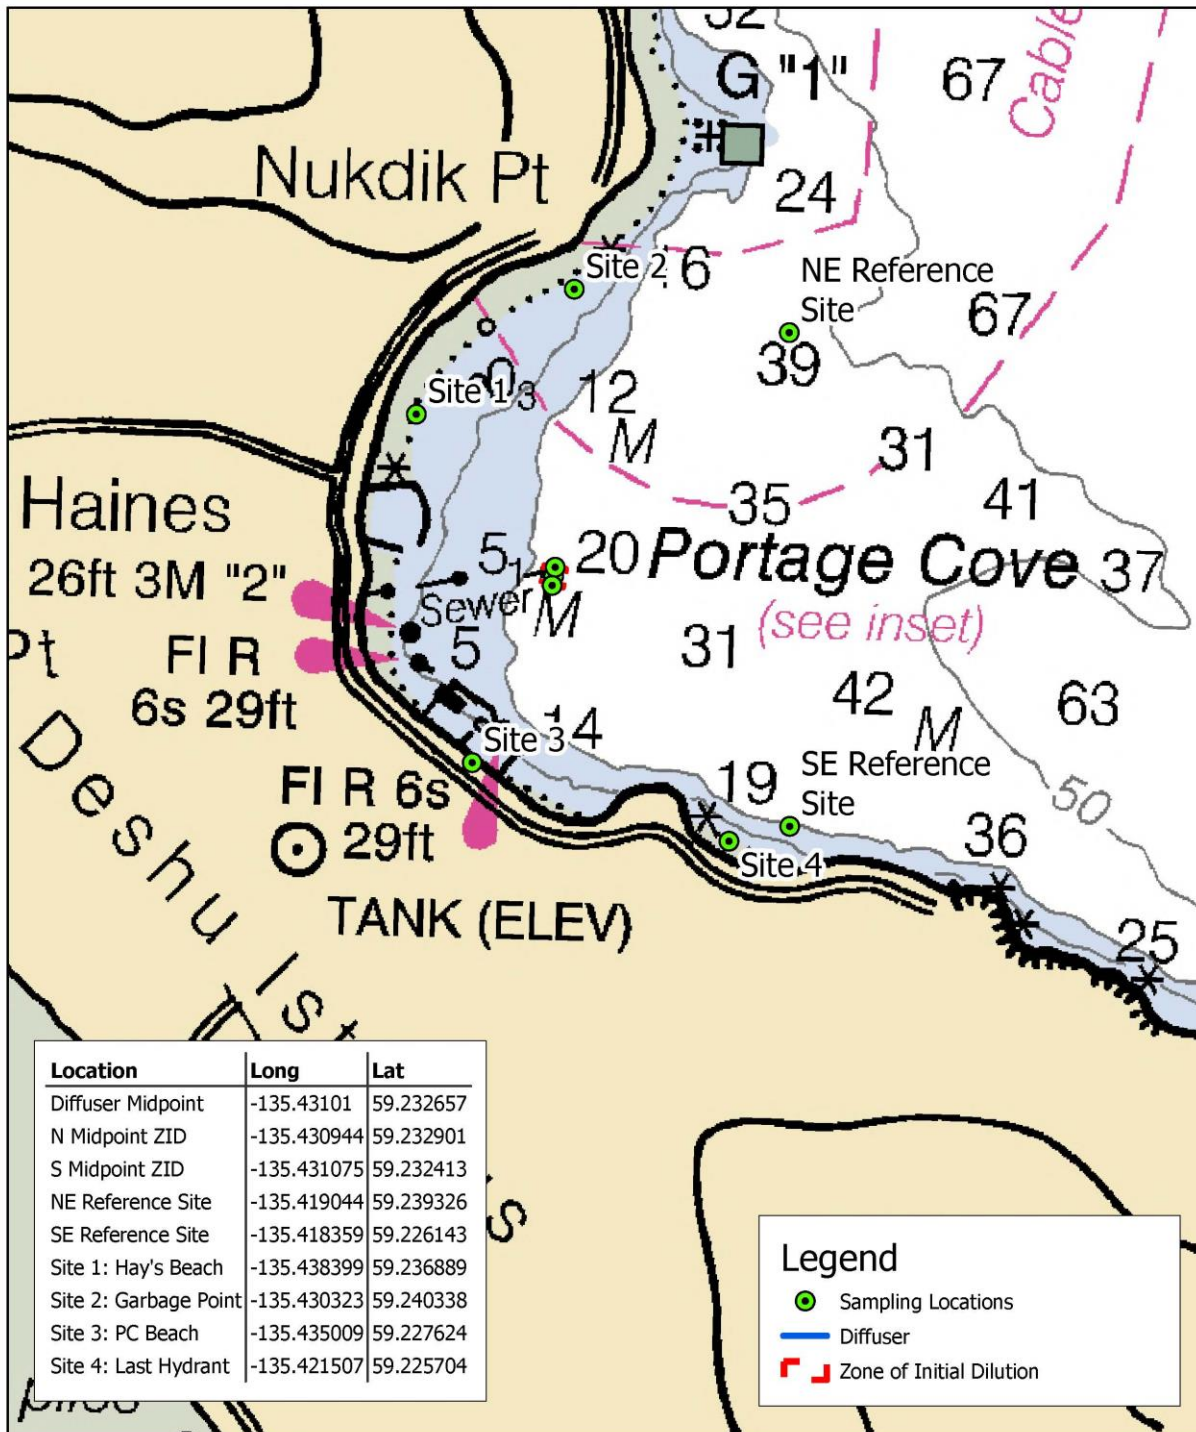 32
G "1"
67
Cable
Nukdik Pt
24
Site 2
16
NE Reference
Site
67
39
Site 1
0 3
12
M
31
35
41
Haines
26ft 3M "2"
5 1
20
Portage Cove
37
Sewer
M
(see inset)
Pt
Fl R
6s 29ft
5
31
42
M
63
Deshu Is
Site 3
14
SE Reference
Site
19
50
Fl R 6s
29ft
36
Site 4
TANK (ELEV)
25
Location Long Lat
Diffuser Midpoint -135.43101 59.232657
N Midpoint ZID -135.430944 59.232901
S Midpoint ZID -135.431075 59.232413
NE Reference Site -135.419044 59.239326
SE Reference Site -135.418359 59.226143
Site 1: Hay's Beach -135.438399 59.236889
Site 2: Garbage Point -135.430323 59.240338
Site 3: PC Beach -135.435009 59.227624
Site 4: Last Hydrant -135.421507 59.225704
Legend
Sampling Locations
Diffuser
Zone of Initial Dilution